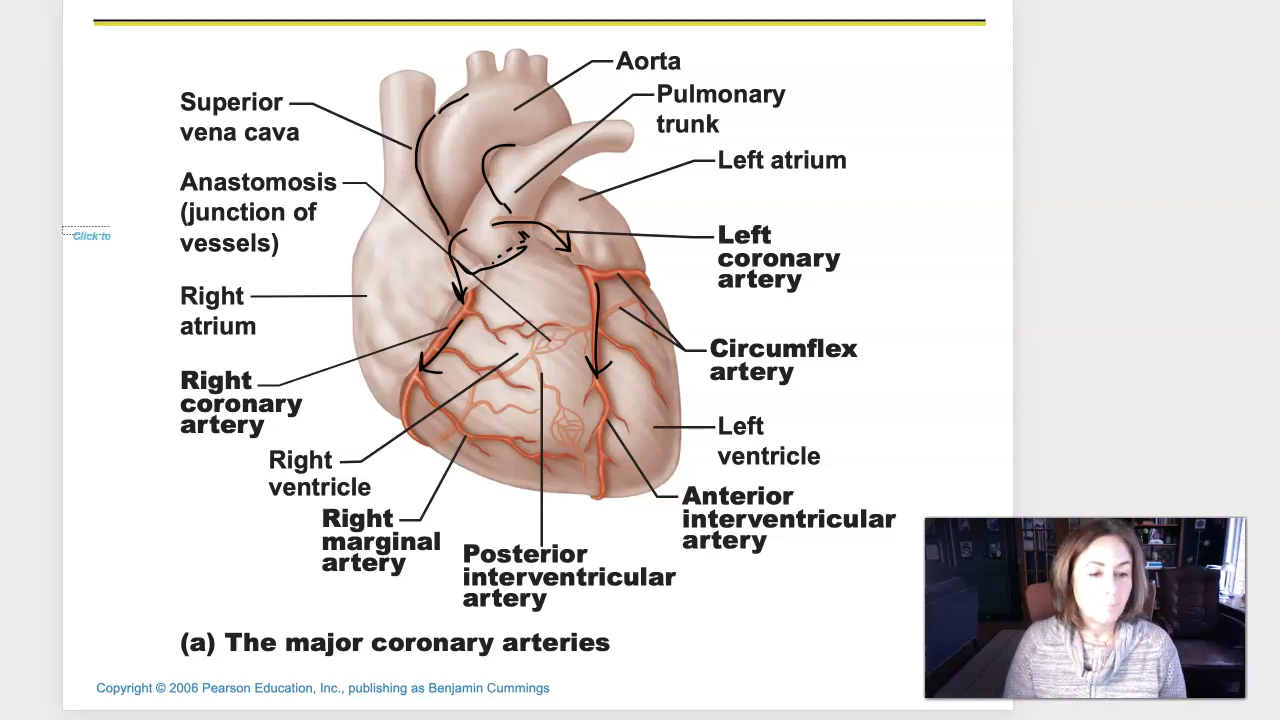 Aorta
Superior
vena cava
Pulmonary
trunk
Left atrium
Anastomosis
(junction of
vessels)
Click to
Left
coronary
artery
Right
atrium
Circumflex
artery
Right
coronary
artery
Left
ventricle
Right
ventricle
Anterior
interventricular
artery
Right
marginal
artery
Posterior
interventricular
artery
(a) The major coronary arteries
Copyright © 2006 Pearson Education, Inc., publishing as Benjamin Cummings